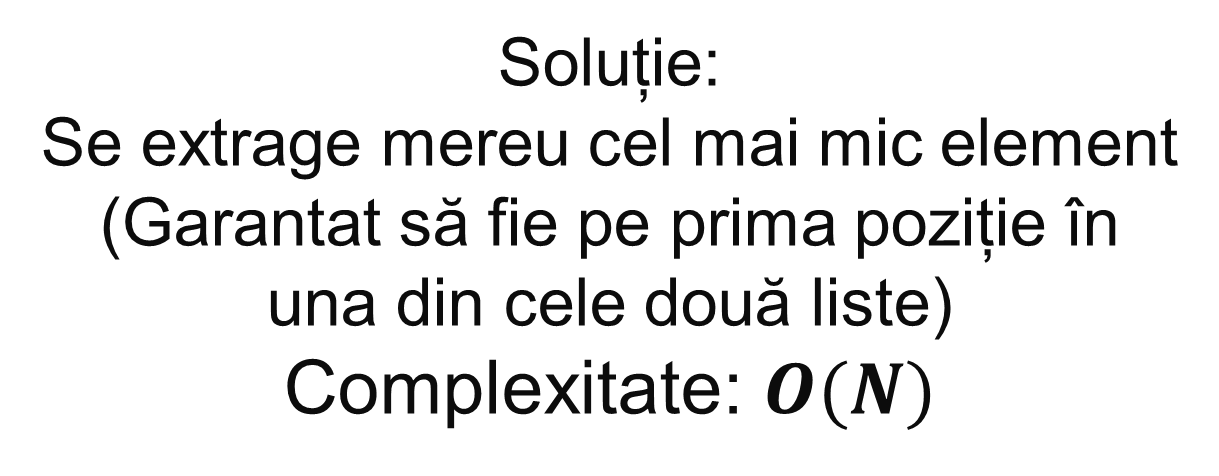 Soluție:
Se extrage mereu cel mai mic element
(Garantat să fie pe prima poziție în
una din cele două liste)
Complexitate: O(N)